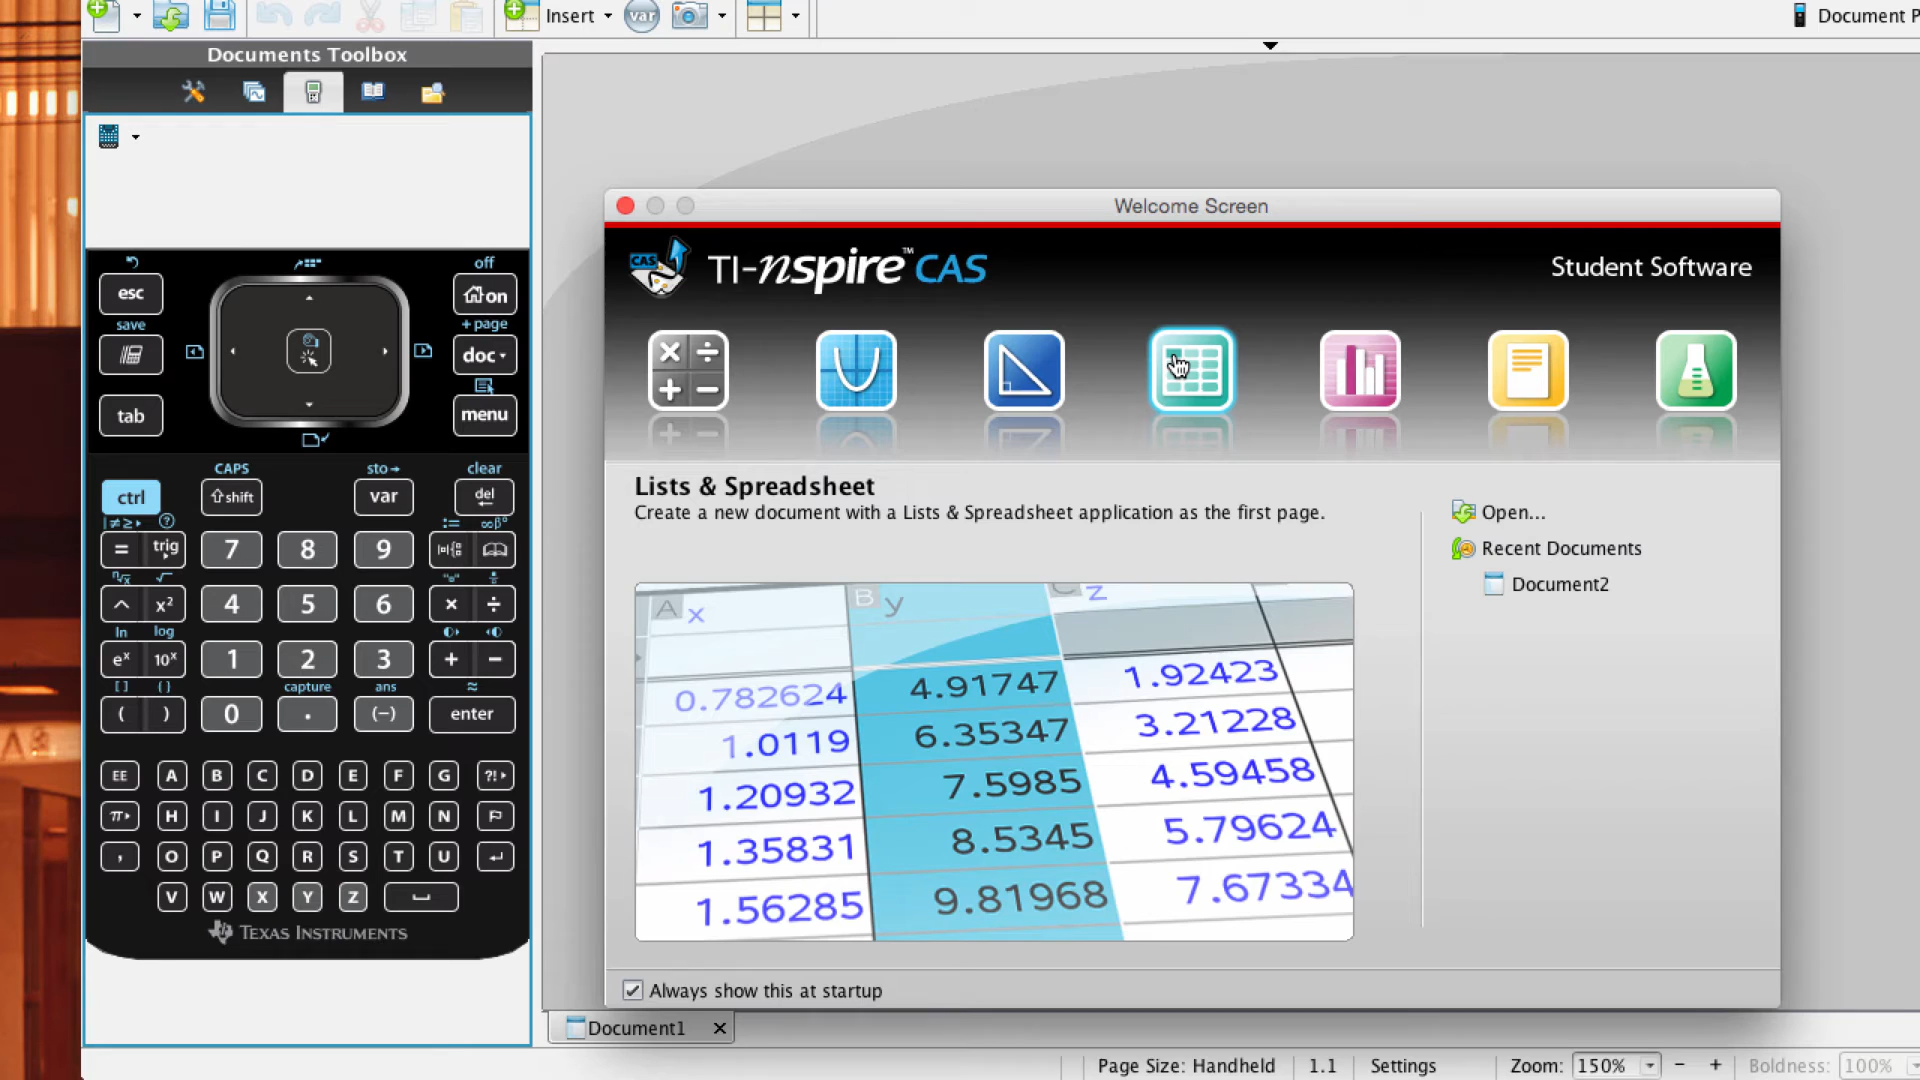 Insert
var
Document P
Documents Toolbox
Welcome Screen
CAS
TI-nspire™ CAS
Student Software
off
esc
on
save
+ page
doc
tab
menu
CAPS
sto→
clear
ctrl
⇧shift
var
del
|≠≥▸
?
:=
∞β°
=
trig
7
8
9
ⁿ√x
√
"∞"
^
x²
4
5
6
×
÷
ln
log
eˣ
10ˣ
1
2
3
+
−
[ ]
{ }
capture
ans
≈
(
)
0
.
(−)
enter
EE
A
B
C
D
E
F
G
?!▸
π▸
H
I
J
K
L
M
N
,
O
P
Q
R
S
T
U
↵
V
W
X
Y
Z
TEXAS INSTRUMENTS
Lists & Spreadsheet
Create a new document with a Lists & Spreadsheet application as the first page.
Open...
Recent Documents
Document2
A x
B y
C z
0.782624 4.91747 1.92423
1.0119 6.35347 3.21228
1.20932 7.5985 4.59458
1.35831 8.5345 5.79624
1.56285 9.81968 7.67334
Always show this at startup
Document1
Page Size: Handheld 1.1 Settings Zoom: 150% − + Boldness: 100%